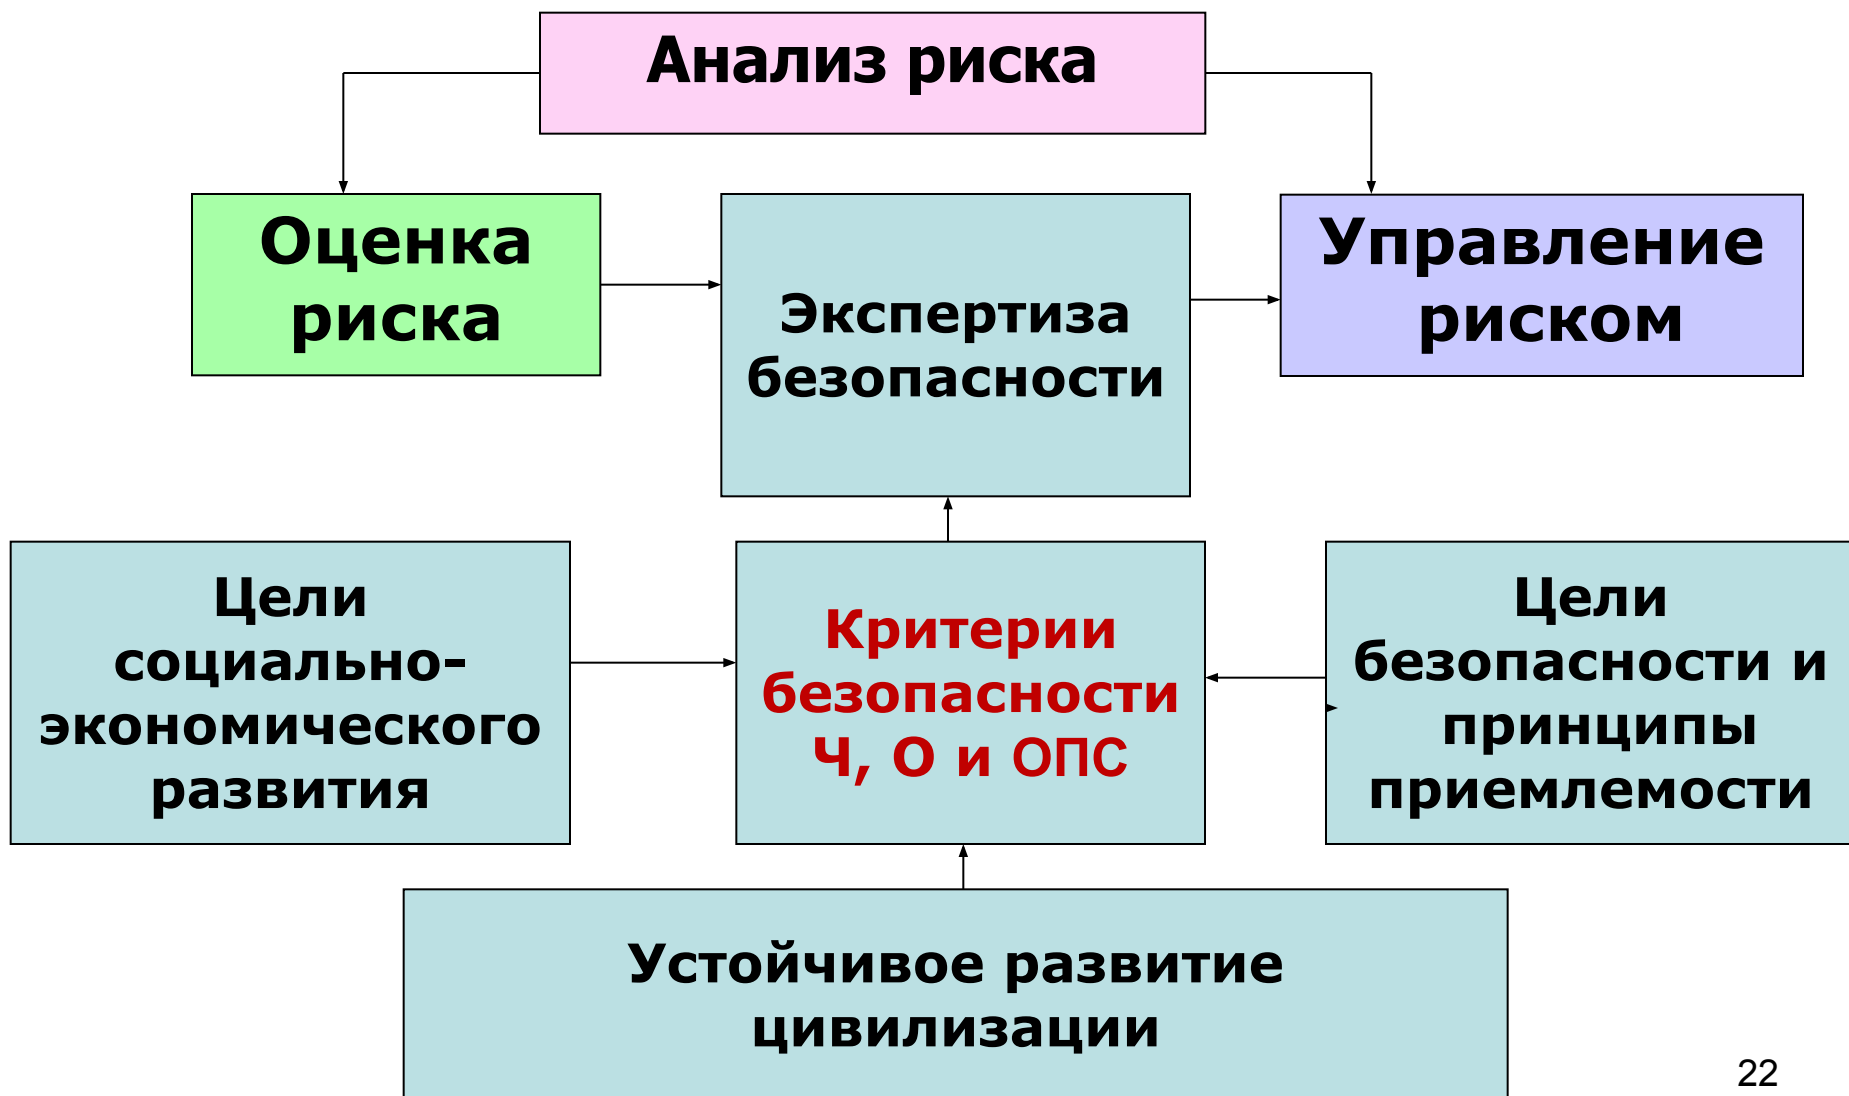 Анализ риска
Оценка
риска
Экспертиза
безопасности
Управление
риском
Цели
социально-
экономического
развития
Критерии
безопасности
Ч, О и ОПС
Цели
безопасности и
принципы
приемлемости
Устойчивое развитие
цивилизации
22